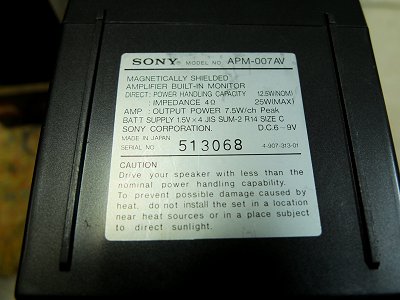 SONY MODEL NO. APM-007AV
MAGNETICALLY SHIELDED
AMPLIFIER BUILT-IN MONITOR
DIRECT: POWER HANDLING CAPACITY 12.5W(NOM)
: IMPEDANCE 4Ω 25W(MAX)
AMP : OUTPUT POWER 7.5W/ch Peak
BATT SUPPLY 1.5V×4 JIS SUM-2 R14 SIZE C
SONY CORPORATION. D.C.6-9V
MADE IN JAPAN
SERIAL NO. 513068 4-907-313-01
CAUTION
Drive your speaker with less than the
nominal power handling capability.
To prevent possible damage caused by
heat, do not install the set in a location
near heat sources or in a place subject
to direct sunlight.